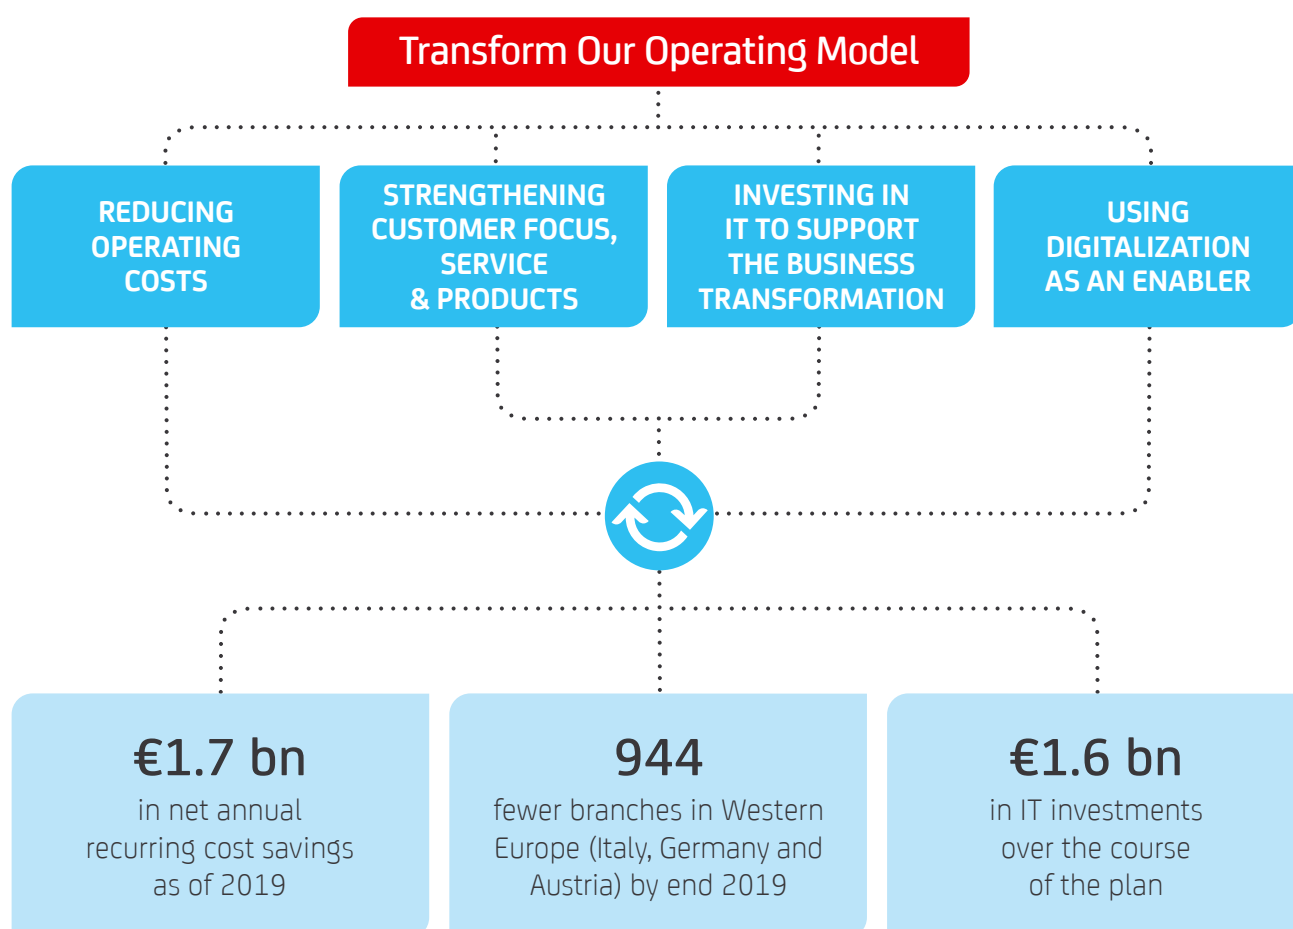 Transform Our Operating Model
REDUCING
OPERATING
COSTS
STRENGTHENING
CUSTOMER FOCUS,
SERVICE
& PRODUCTS
INVESTING IN
IT TO SUPPORT
THE BUSINESS
TRANSFORMATION
USING
DIGITALIZATION
AS AN ENABLER
€1.7 bn
in net annual
recurring cost savings
as of 2019
944
fewer branches in Western
Europe (Italy, Germany and
Austria) by end 2019
€1.6 bn
in IT investments
over the course
of the plan